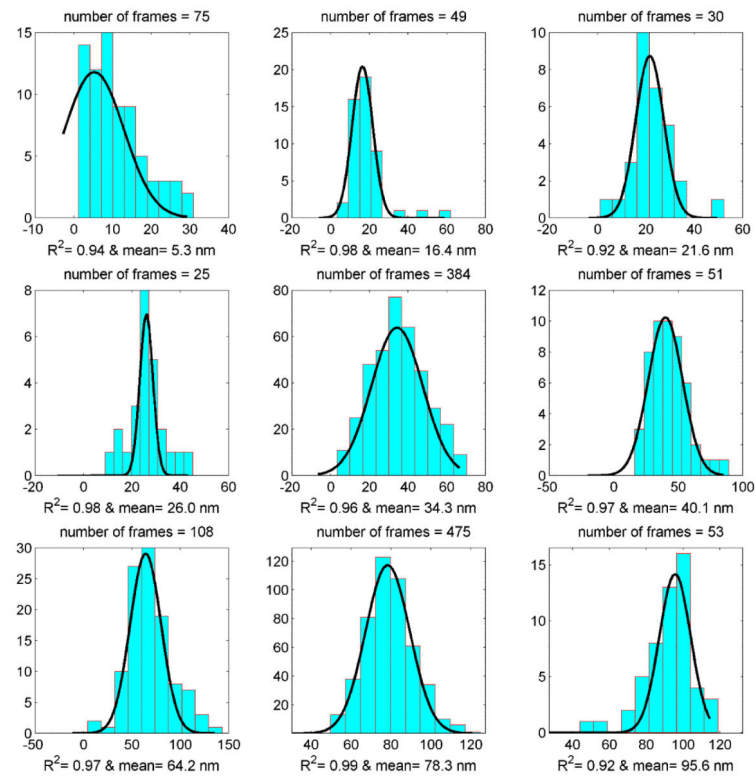 number of frames = 75
15
10
5
0
-10 0 10 20 30 40
R²= 0.94 & mean= 5.3 nm
number of frames = 49
25
20
15
10
5
0
-20 0 20 40 60 80
R²= 0.98 & mean= 16.4 nm
number of frames = 30
10
8
6
4
2
0
-20 0 20 40 60
R²= 0.92 & mean= 21.6 nm
number of frames = 25
8
6
4
2
0
-20 0 20 40 60
R²= 0.98 & mean= 26.0 nm
number of frames = 384
80
60
40
20
0
-20 0 20 40 60 80
R²= 0.96 & mean= 34.3 nm
number of frames = 51
12
10
8
6
4
2
0
-50 0 50 100
R²= 0.97 & mean= 40.1 nm
number of frames = 108
30
25
20
15
10
5
0
-50 0 50 100 150
R²= 0.97 & mean= 64.2 nm
number of frames = 475
120
100
80
60
40
20
40 60 80 100 120
R²= 0.99 & mean= 78.3 nm
number of frames = 53
15
10
5
0
40 60 80 100 120
R²= 0.92 & mean= 95.6 nm